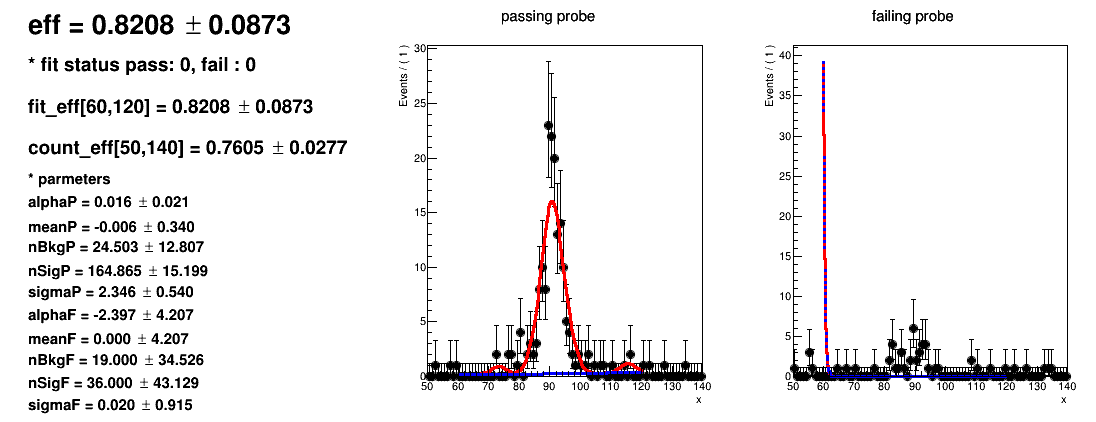 eff = 0.8208 ± 0.0873
* fit status pass: 0, fail : 0
fit_eff[60,120] = 0.8208 ± 0.0873
count_eff[50,140] = 0.7605 ± 0.0277
* parmeters
alphaP = 0.016 ± 0.021
meanP = -0.006 ± 0.340
nBkgP = 24.503 ± 12.807
nSigP = 164.865 ± 15.199
sigmaP = 2.346 ± 0.540
alphaF = -2.397 ± 4.207
meanF = 0.000 ± 4.207
nBkgF = 19.000 ± 34.526
nSigF = 36.000 ± 43.129
sigmaF = 0.020 ± 0.915
passing probe
Events / ( 1 )
30
25
20
15
10
5
0
50 60 70 80 90 100 110 120 130 140
x
failing probe
Events / ( 1 )
40
35
30
25
20
15
10
5
0
50 60 70 80 90 100 110 120 130 140
x